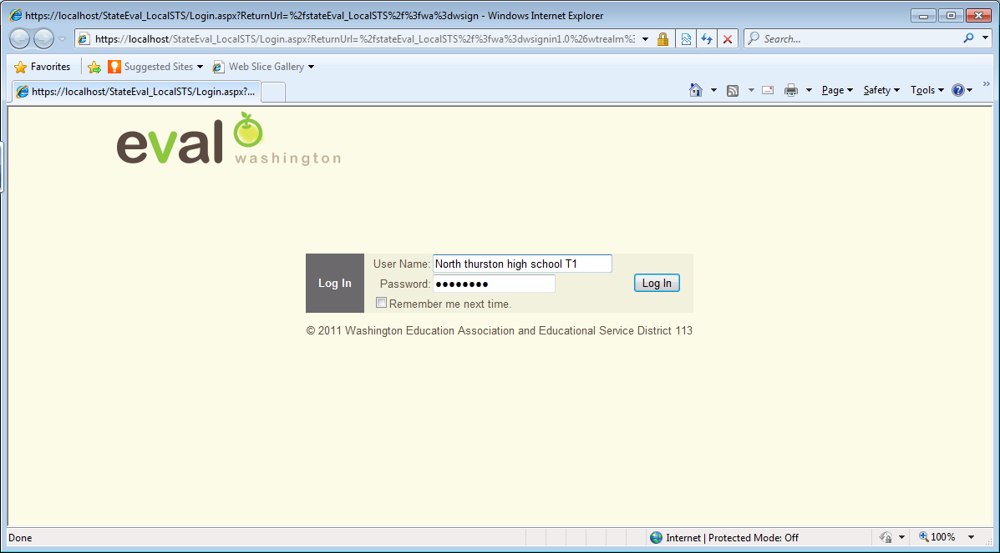 https://localhost/StateEval_LocalSTS/Login.aspx?ReturnUrl=%2fstateEval_LocalSTS%2f%3fwa%3dwsign - Windows Internet Explorer
https://localhost/StateEval_LocalSTS/Login.aspx?ReturnUrl=%2fstateEval_LocalSTS%2f%3fwa%3dwsignin1.0%26wtrealm%3 Search...
Favorites Suggested Sites Web Slice Gallery
https://localhost/StateEval_LocalSTS/Login.aspx?... Page Safety Tools
eval washington
User Name: North thurston high school T1
Log In Password: ●●●●●●●● Log In
Remember me next time.
© 2011 Washington Education Association and Educational Service District 113
Done Internet | Protected Mode: Off 100%